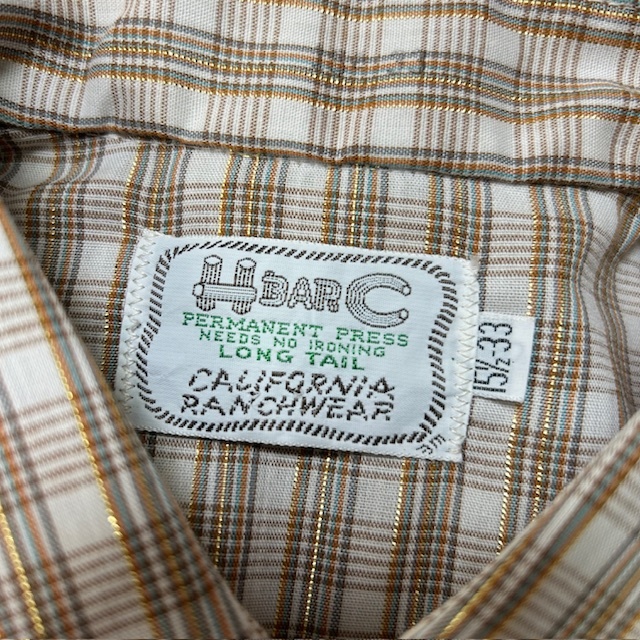 H BAR C
PERMANENT PRESS
NEEDS NO IRONING
LONG TAIL
CALIFORNIA
RANCHWEAR
15½-33